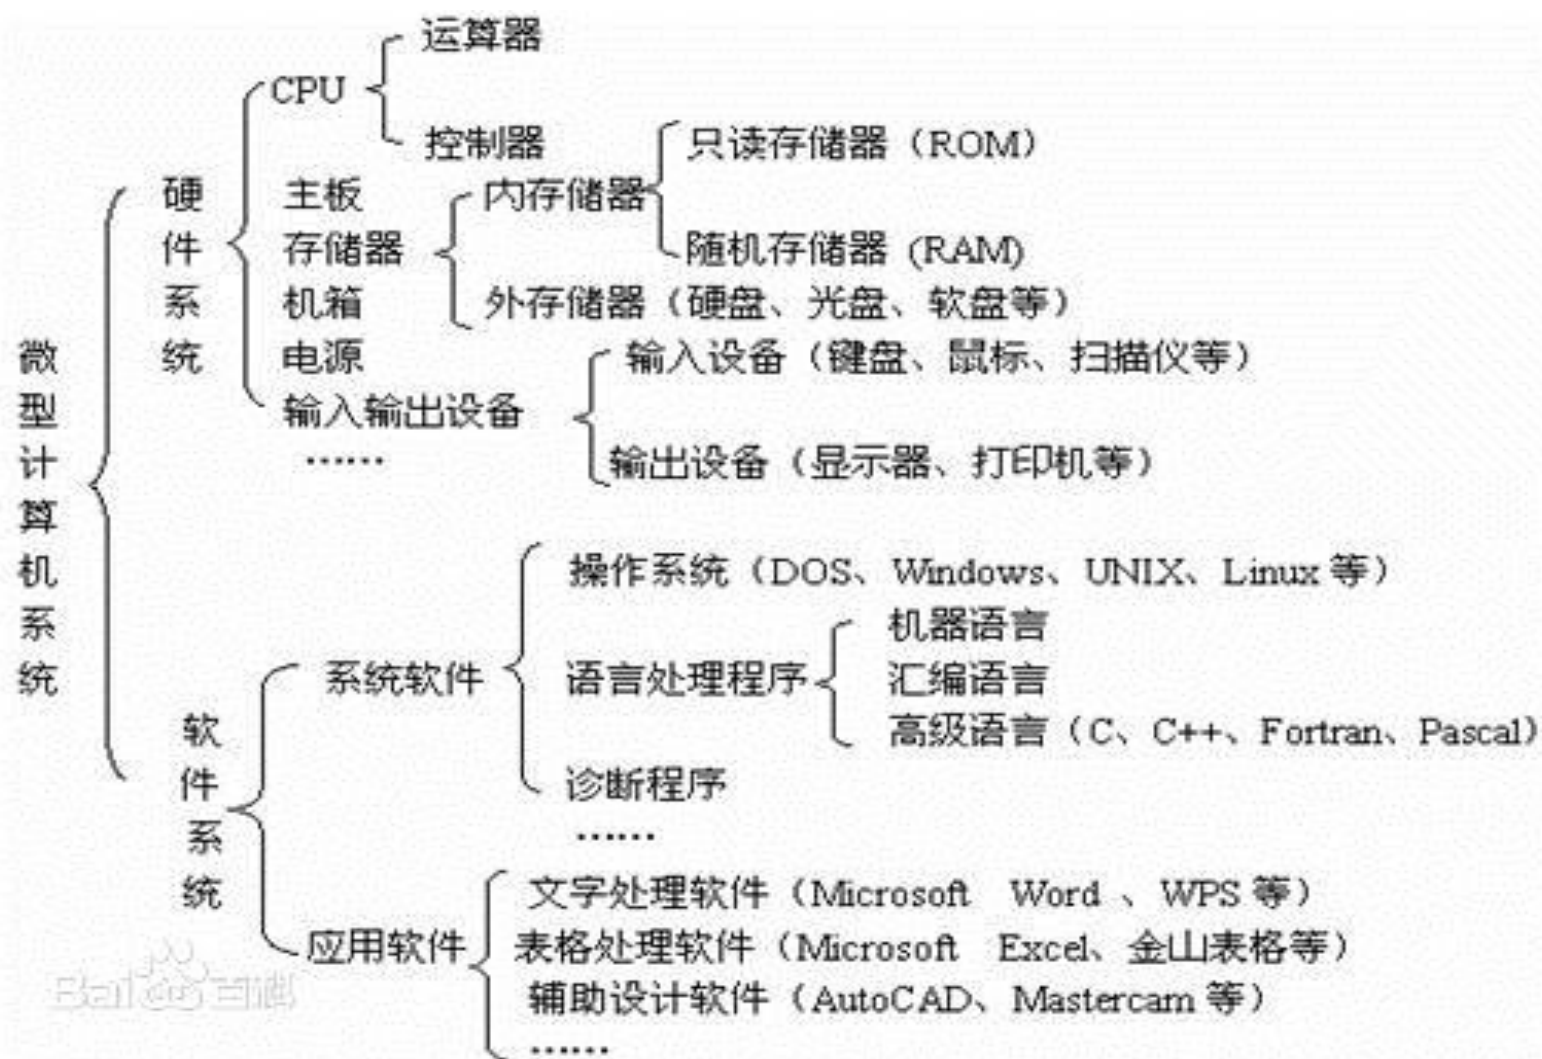 微型计算机系统
硬件系统
CPU
运算器
控制器
主板
存储器
内存储器
只读存储器（ROM）
随机存储器 (RAM)
外存储器（硬盘、光盘、软盘等）
机箱
电源
输入输出设备
输入设备（键盘、鼠标、扫描仪等）
输出设备（显示器、打印机等）
……
软件系统
系统软件
操作系统（DOS、Windows、UNIX、Linux 等）
语言处理程序
机器语言
汇编语言
高级语言（C、C++、Fortran、Pascal）
诊断程序
……
应用软件
文字处理软件（Microsoft Word 、WPS 等）
表格处理软件（Microsoft Excel、金山表格等）
辅助设计软件（AutoCAD、Mastercam 等）
……
Bai 百科